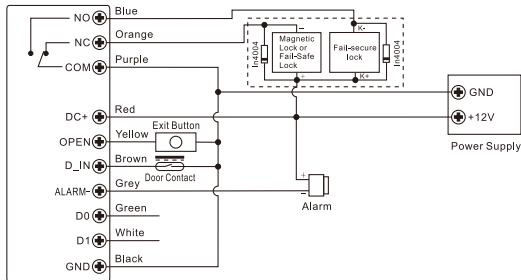 NO Blue
NC Orange
COM Purple
DC+ Red
OPEN Yellow Exit Button
D_IN Brown
Door Contact
ALARM- Grey
D0 Green
D1 White
GND Black
In4004
−
Magnetic
Lock or
Fail-Safe
Lock
+
K-
Fail-secure
lock
K+
In4004
GND
+12V
Power Supply
+
−
Alarm